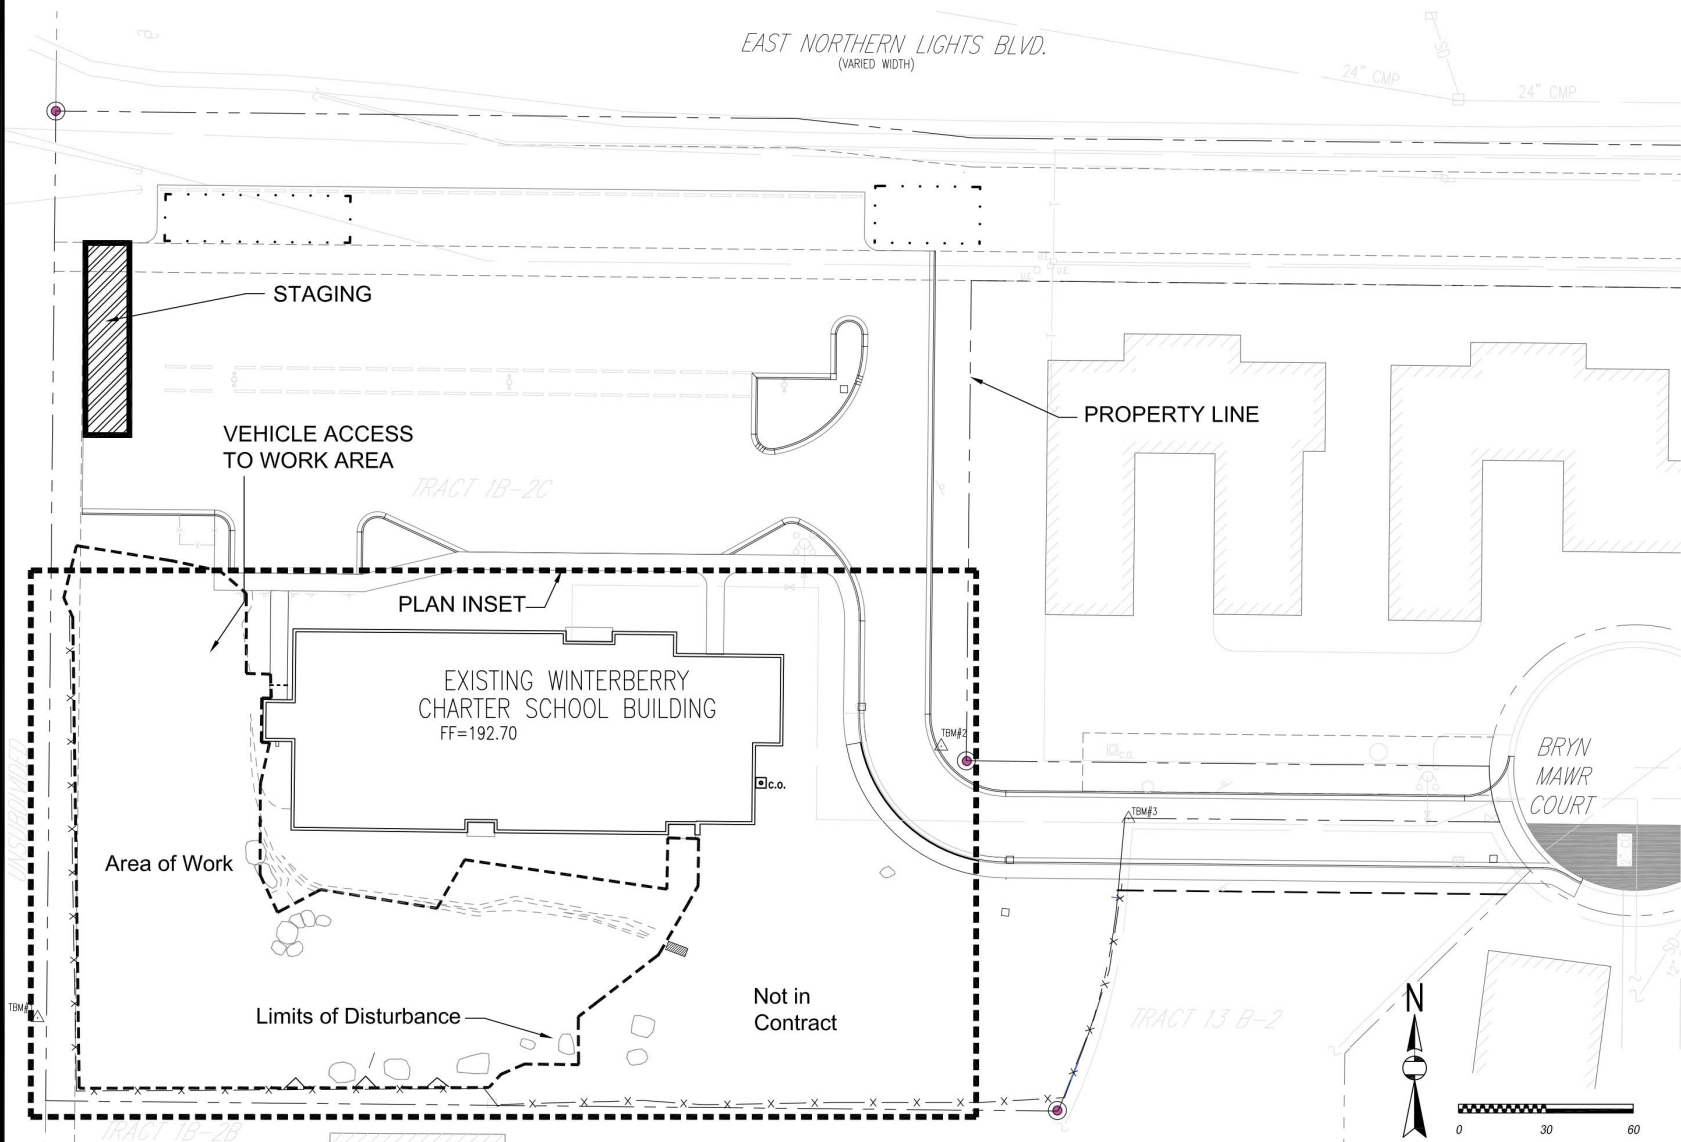 EAST NORTHERN LIGHTS BLVD.
(VARIED WIDTH)
24" CMP
SD
24" CMP
STAGING
U.E.
U.E.
PROPERTY LINE
VEHICLE ACCESS
TO WORK AREA
TRACT 1B-2C
PLAN INSET
EXISTING WINTERBERRY
CHARTER SCHOOL BUILDING
FF=192.70
TBM#2
C.O.
BRYN
MAWR
COURT
UNSUBDIVIDED
c.o.
TBM#3
Area of Work
Not in
Contract
Limits of Disturbance
TBM#
TRACT 13 B-2
N
TRACT 1B-2B
0 30 60